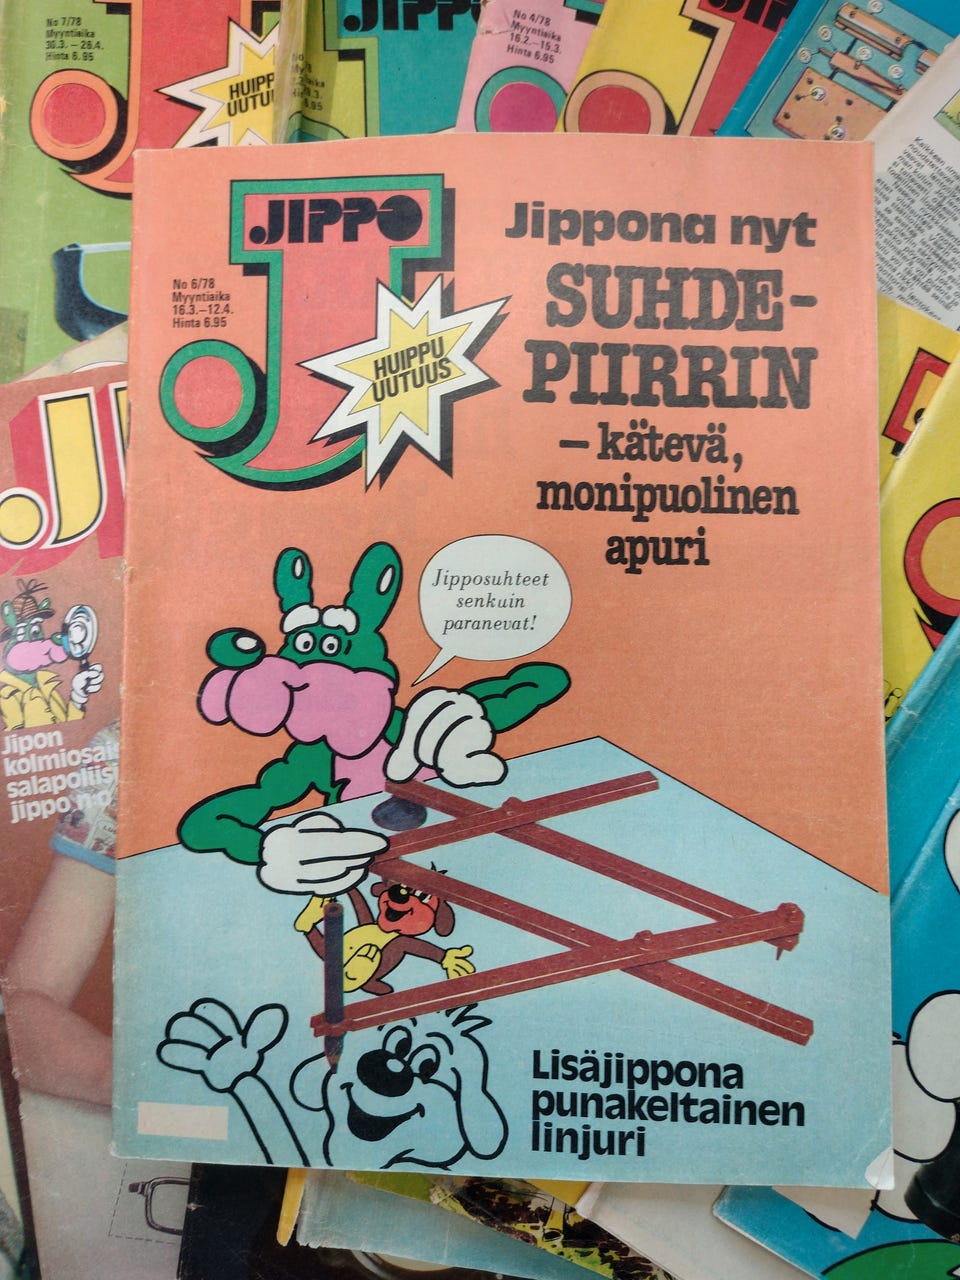 No 7/78
Myyntiaika
30.3.–26.4.
Hinta 6.95
HUIPPU
UUTUUS
JIPPO
No 4/78
Myyntiaika
16.2.–15.3.
Hinta 6.95
JIPPO
No 6/78
Myyntiaika
16.3.–12.4.
Hinta 6.95
HUIPPU
UUTUUS
Jippona nyt
SUHDE-
PIIRRIN
– kätevä,
monipuolinen
apuri
Jipposuhteet
senkuin
paranevat!
Jipon
kolmiosai
salapoliis
jippo n:o
Lisäjippona
punakeltainen
linjuri